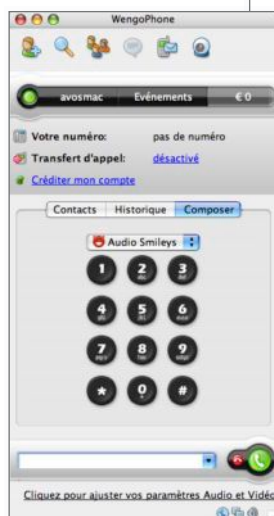 WengoPhone
avosmac Evénements € 0
Votre numéro: pas de numéro
Transfert d'appel: désactivé
Créditer mon compte
Contacts Historique Composer
Audio Smileys
1 2 3
4 5 6
7 8 9
* 0 #
Cliquez pour ajuster vos paramètres Audio et Vidéo